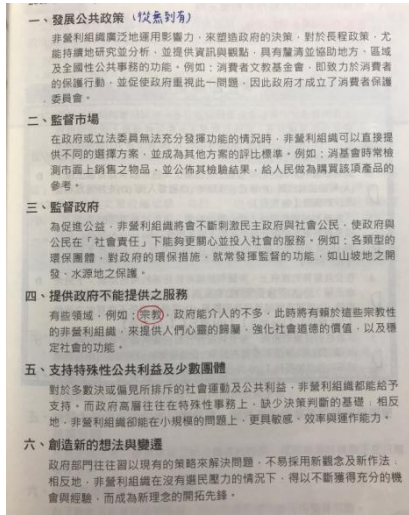 一、發展公共政策（從無到有）
非營利組織廣泛地運用影響力，來塑造政府的決策，對於長程政策，尤
能持續地研究並分析，並提供資訊與觀點，具有釐清並協助地方、區域
及全國性公共事務的功能。例如：消費者文教基金會，即致力於消費者
的保護行動，並促使政府重視此一問題，因此政府才成立了消費者保護
委員會。
二、監督市場
在政府或立法委員無法充分發揮功能的情況時，非營利組織可以直接提
供不同的選擇方案，並成為其他方案的評比標準。例如：消基會時常檢
測市面上銷售之物品，並公佈其檢驗結果，給人民做為購買該項產品的
參考。
三、監督政府
為促進公益，非營利組織將會不斷刺激民主政府與社會公民，使政府與
公民在「社會責任」下能夠更關心並投入社會的服務。例如：各類型的
環保團體，對政府的環保措施，就常發揮監督的功能，如山坡地之開
發、水源地之保護。
四、提供政府不能提供之服務
有些領域，例如：宗教，政府能介入的不多，此時將有賴於這些宗教性
的非營利組織，來提供人們心靈的歸屬，強化社會道德的價值，以及穩
定社會的功能。
五、支持特殊性公共利益及少數團體
對於多數決或偏見所排斥的社會運動及公共利益，非營利組織都能給予
支持。而政府高層往往在特殊性事務上，缺少決策判斷的基礎，相反
地，非營利組織卻能在小規模的問題上，更具敏感、效率與運作能力。
六、創造新的想法與變遷
政府部門往往習以現有的策略來解決問題，不易採用新觀念及新作法，
相反地，非營利組織在沒有選民壓力的情況下，得以不斷獲得充分的機
會與經驗，而成為新理念的開拓先鋒。